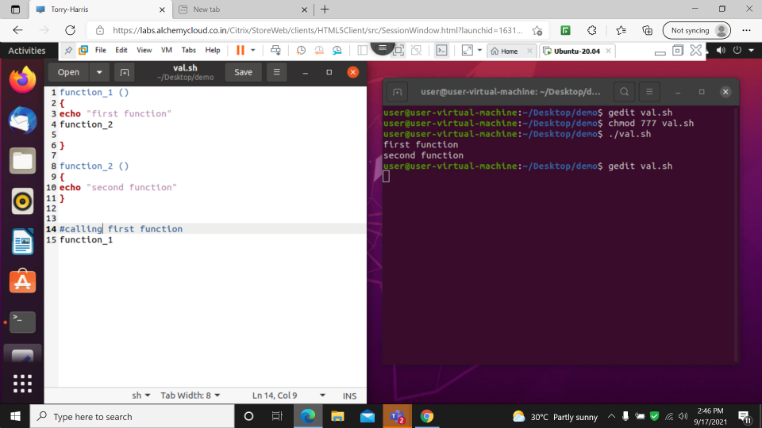 Torry-Harris
New tab
https://labs.alchemycloud.co.in/Citrix/StoreWeb/clients/HTML5Client/src/SessionWindow.html?launchid=1631...
Not syncing
Activities
File Edit View VM Tabs Help
Home
Ubuntu-20.04
Open
val.sh
~/Desktop/demo
Save
1 function_1 ()
2 {
3 echo "first function"
4 function_2
5
6 }
7
8 function_2 ()
9 {
10 echo "second function"
11 }
12
13
14 #calling first function
15 function_1
sh Tab Width: 8 Ln 14, Col 9 INS
user@user-virtual-machine: ~/Desktop/d...
user@user-virtual-machine:~/Desktop/demo$ gedit val.sh
user@user-virtual-machine:~/Desktop/demo$ chmod 777 val.sh
user@user-virtual-machine:~/Desktop/demo$ ./val.sh
first function
second function
user@user-virtual-machine:~/Desktop/demo$ gedit val.sh
Type here to search
30°C Partly sunny
2:46 PM
9/17/2021